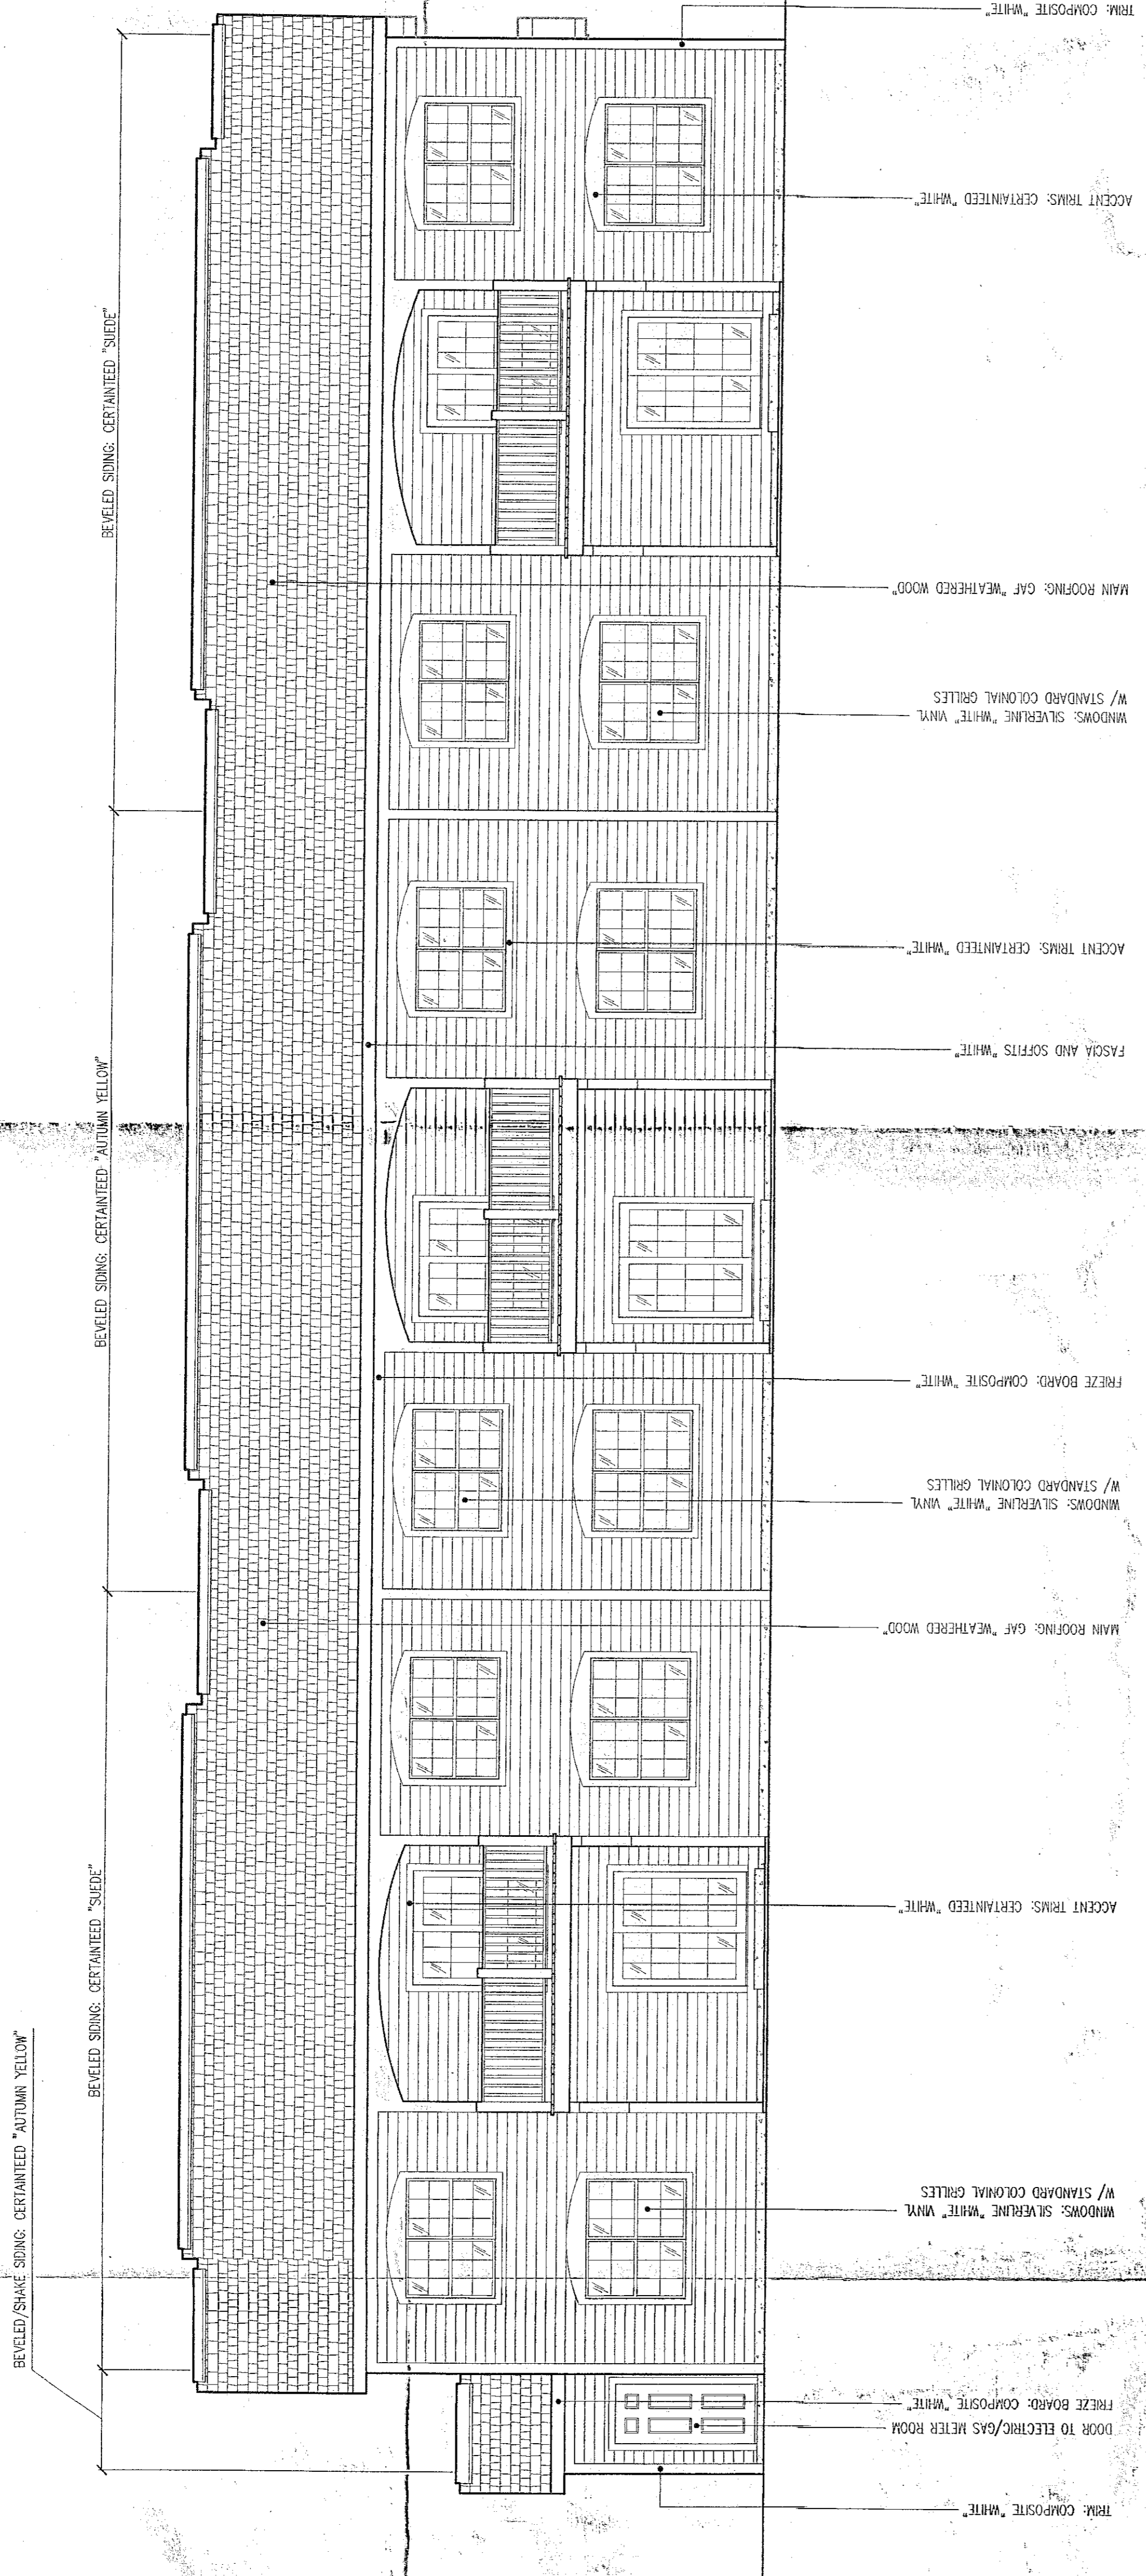 BEVELED/SHAKE SIDING: CERTAINTEED "AUTUMN YELLOW"
BEVELED SIDING: CERTAINTEED "SUEDE"
BEVELED SIDING: CERTAINTEED "AUTUMN YELLOW"
BEVELED SIDING: CERTAINTEED "SUEDE"
TRIM: COMPOSITE "WHITE"
DOOR TO ELECTRIC/GAS METER ROOM
FRIEZE BOARD: COMPOSITE "WHITE"
WINDOWS: SILVERLINE "WHITE" VINYL
W/ STANDARD COLONIAL GRILLES
ACCENT TRIMS: CERTAINTEED "WHITE"
MAIN ROOFING: GAF "WEATHERED WOOD"
WINDOWS: SILVERLINE "WHITE" VINYL
W/ STANDARD COLONIAL GRILLES
FRIEZE BOARD: COMPOSITE "WHITE"
FASCIA AND SOFFITS "WHITE"
ACCENT TRIMS: CERTAINTEED "WHITE"
WINDOWS: SILVERLINE "WHITE" VINYL
W/ STANDARD COLONIAL GRILLES
MAIN ROOFING: GAF "WEATHERED WOOD"
ACCENT TRIMS: CERTAINTEED "WHITE"
TRIM: COMPOSITE "WHITE"